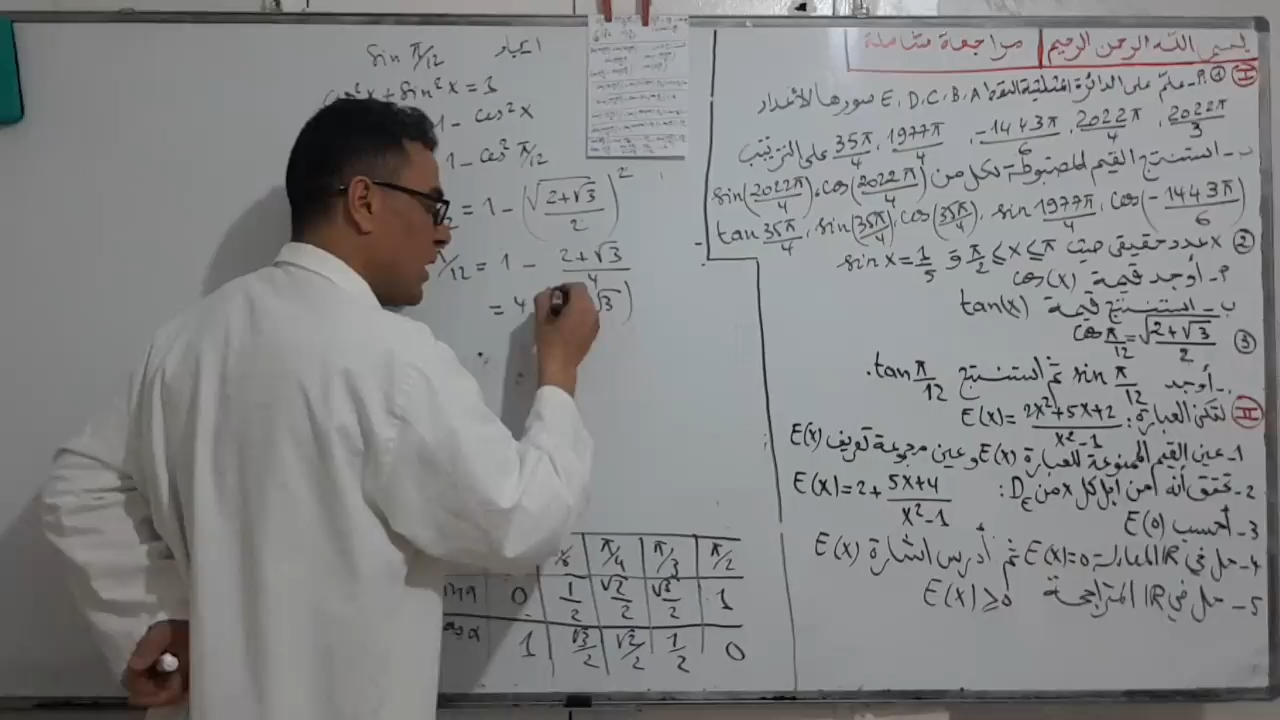 بسم الله الرحمن الرحيم | مراجعة شاملة
I ① P- علّم على الدائرة المثلثية النقط E, D, C, B, A صورها الأعداد
2022π/3 ، 2022π/4 ، -1443π/6 ، 1977π/4 ، 35π/4 على الترتيب
ب- استنتج القيم المضبوطة لكل من sin(2022π/4) ، cos(2022π/4)
tan 35π/4 ، sin(35π/4) ، cos(35π/4) ، sin 1977π/4 ، cos(-1443π/6)
② x عدد حقيقي حيث π/2 ≤ x ≤ π و sin x = 1/5
P- أوجد قيمة cos(x)
ب- استنتج قيمة tan(x)
③ cos π/12 = √(2+√3)/2
- أوجد sin π/12 ثم استنتج tan π/12.
II لتكن العبارة: E(x) = (2x²+5x+2)/(x²-1)
1- عين القيم الممنوعة للعبارة E(x) وعين مجموعة تعريف E(x)
2- تحقق أنه من أجل كل x من D_E: E(x) = 2 + (5x+4)/(x²-1)
3- أحسب E(0)
4- حل في IR المعادلة E(x)=0 ثم أدرس اشارة E(x)
5- حل في IR المتراجحة E(x) ≥ 0
ايجاد sin π/12
cos²x + sin²x = 1
1 - cos²x
1 - cos² π/12
= 1 - (√(2+√3)/2)²
/12 = 1 - (2+√3)/4
= 4 √3)
π/4 π/3 π/2
0 1/2 √2/2 √3/2 1
1 √3/2 √2/2 1/2 0